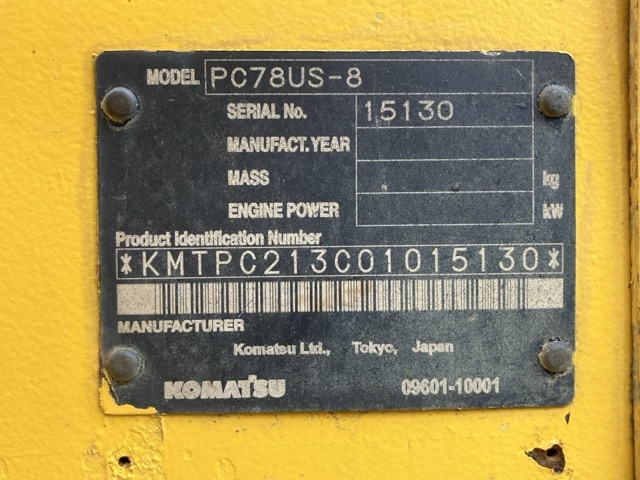 MODEL PC78US-8
SERIAL No. 15130
MANUFACT. YEAR
MASS kg
ENGINE POWER kW
Product Identification Number
*KMTPC213C01015130*
MANUFACTURER
Komatsu Ltd., Tokyo, Japan
KOMATSU 09601-10001